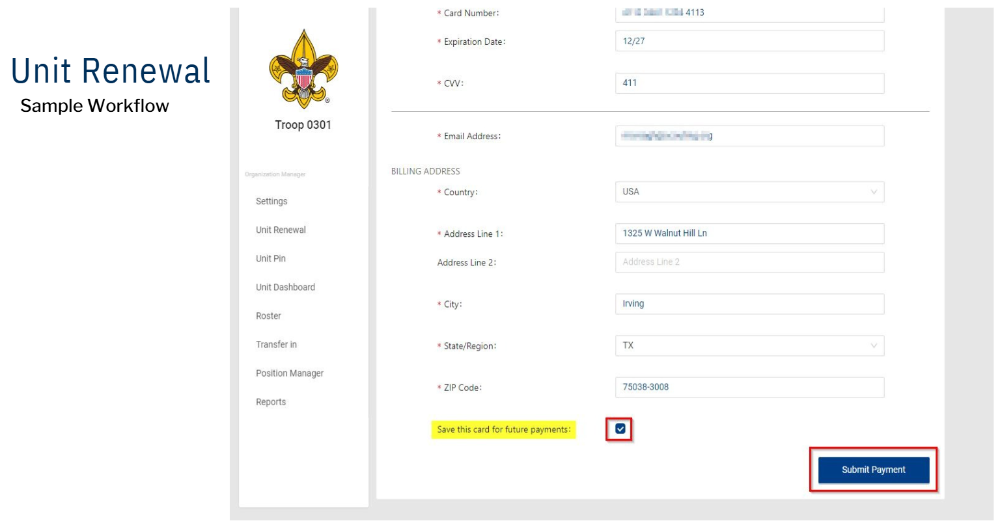 Unit Renewal
Sample Workflow
Troop 0301
Organization Manager
Settings
Unit Renewal
Unit Pin
Unit Dashboard
Roster
Transfer in
Position Manager
Reports
* Card Number: 4113
* Expiration Date: 12/27
* CVV: 411
* Email Address:
BILLING ADDRESS
* Country: USA
* Address Line 1: 1325 W Walnut Hill Ln
Address Line 2: Address Line 2
* City: Irving
* State/Region: TX
* ZIP Code: 75038-3008
Save this card for future payments:
Submit Payment